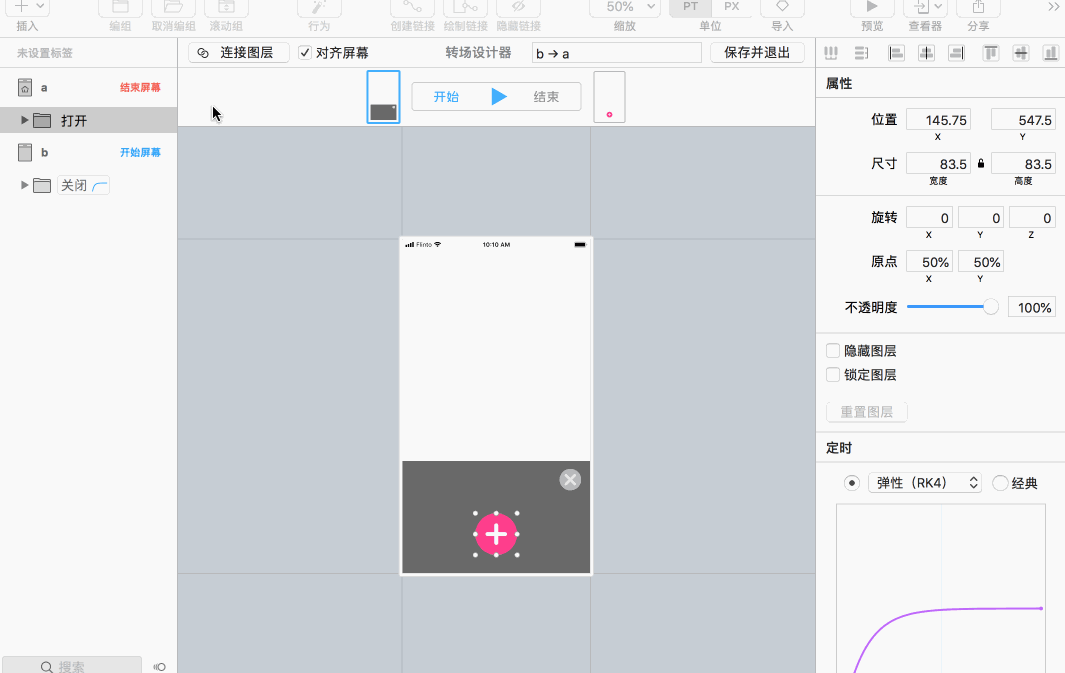 50%
PT PX
插入 编组 取消编组 滚动组 行为 创建链接 绘制链接 隐藏链接 缩放 单位 导入 预览 查看器 分享
未设置标签
连接图层 对齐屏幕 转场设计器 b → a 保存并退出
a 结束屏幕
打开
b 开始屏幕
关闭
开始 结束
Flinto 10:10 AM
属性
位置 145.75 547.5
X Y
尺寸 83.5 83.5
宽度 高度
旋转 0 0 0
X Y Z
原点 50% 50%
X Y
不透明度 100%
隐藏图层
锁定图层
重置图层
定时
弹性（RK4） 经典
搜索